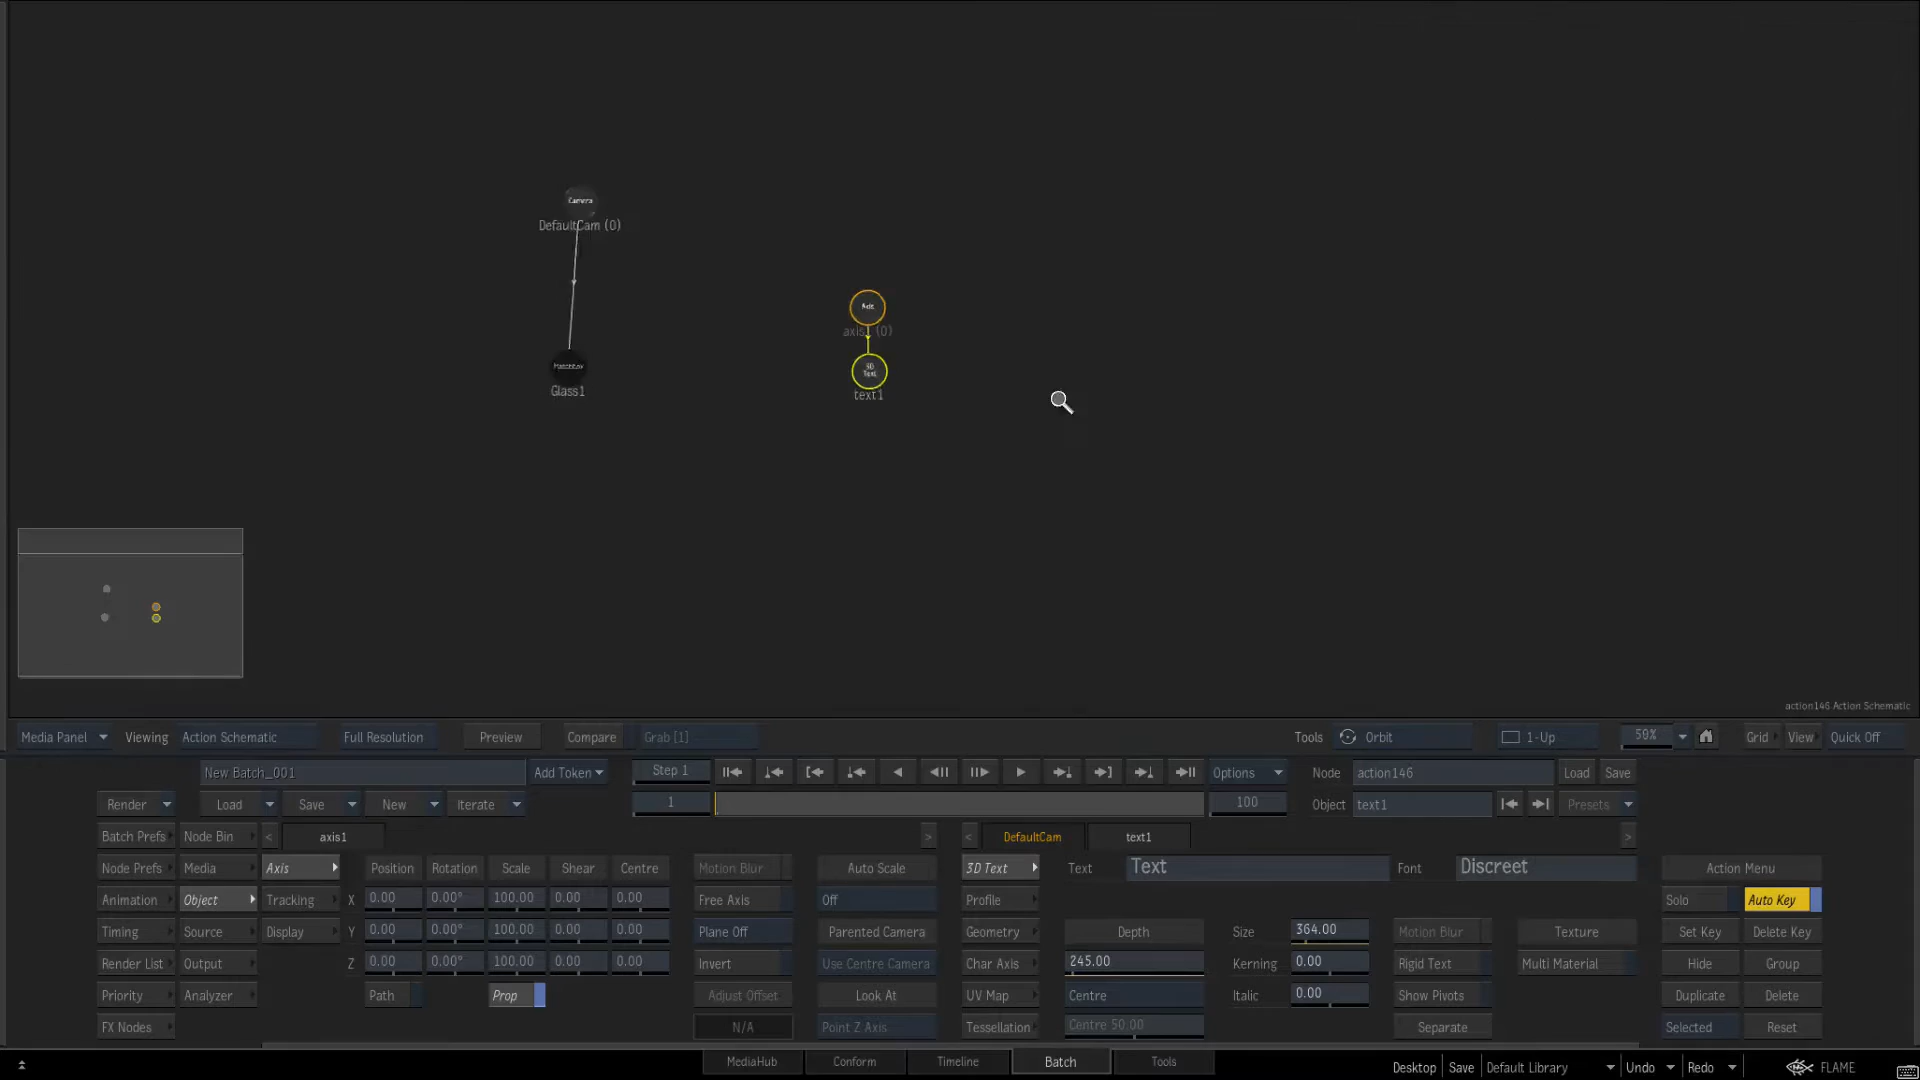 Camera
DefaultCam (0)
Axis
axis1 (0)
3D
Text
text1
Matchbox
Glass1
action146 Action Schematic
Media Panel Viewing Action Schematic Full Resolution Preview Compare Grab [1] Tools Orbit 1-Up 59% Grid View Quick Off
New Batch_001 Add Token Step 1 Options Node action146 Load Save
Render Load Save New Iterate 1 100 Object text1 Presets
Batch Prefs Node Bin < axis1 > < DefaultCam text1 >
Node Prefs Media Axis Position Rotation Scale Shear Centre Motion Blur Auto Scale 3D Text Text Text Font Discreet Action Menu
Animation Object Tracking X 0.00 0.00° 100.00 0.00 0.00 Free Axis Off Profile Solo Auto Key
Timing Source Display Y 0.00 0.00° 100.00 0.00 0.00 Plane Off Parented Camera Geometry Depth Size 364.00 Motion Blur Texture Set Key Delete Key
Render List Output Z 0.00 0.00° 100.00 0.00 0.00 Invert Use Centre Camera Char Axis 245.00 Kerning 0.00 Rigid Text Multi Material Hide Group
Priority Analyzer Path Prop Adjust Offset Look At UV Map Centre Italic 0.00 Show Pivots Duplicate Delete
FX Nodes N/A Point Z Axis Tessellation Centre 50.00 Separate Selected Reset
MediaHub Conform Timeline Batch Tools Desktop Save Default Library Undo Redo FLAME